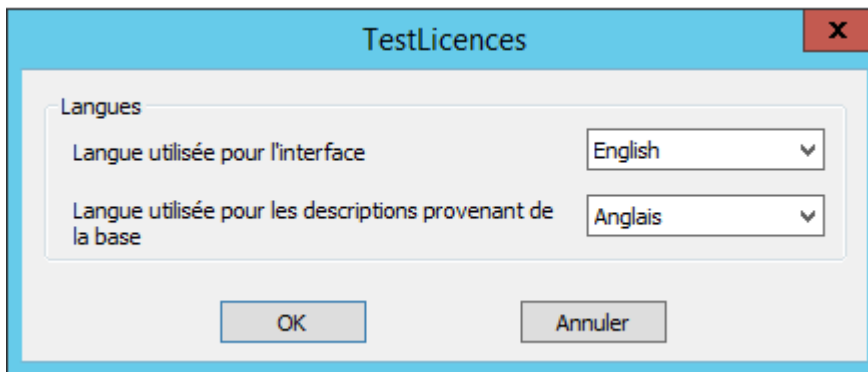 TestLicences
x
Langues
Langue utilisée pour l'interface
English
Langue utilisée pour les descriptions provenant de
la base
Anglais
OK
Annuler